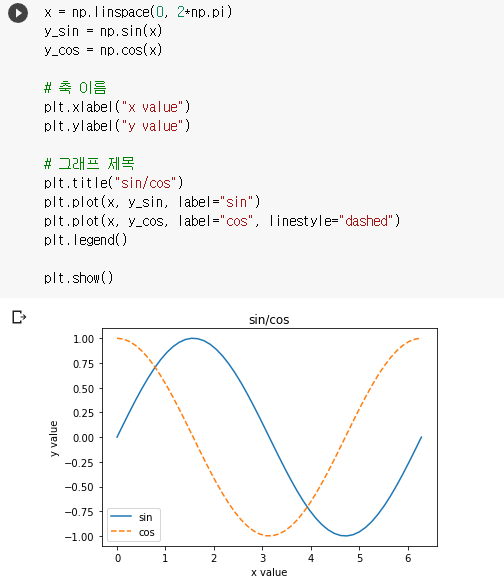 x = np.linspace(0, 2*np.pi)
y_sin = np.sin(x)
y_cos = np.cos(x)
# 축 이름
plt.xlabel("x value")
plt.ylabel("y value")
# 그래프 제목
plt.title("sin/cos")
plt.plot(x, y_sin, label="sin")
plt.plot(x, y_cos, label="cos", linestyle="dashed")
plt.legend()
plt.show()
sin/cos
1.00
0.75
0.50
0.25
0.00
−0.25
−0.50
−0.75
−1.00
y value
sin
cos
0 1 2 3 4 5 6
x value